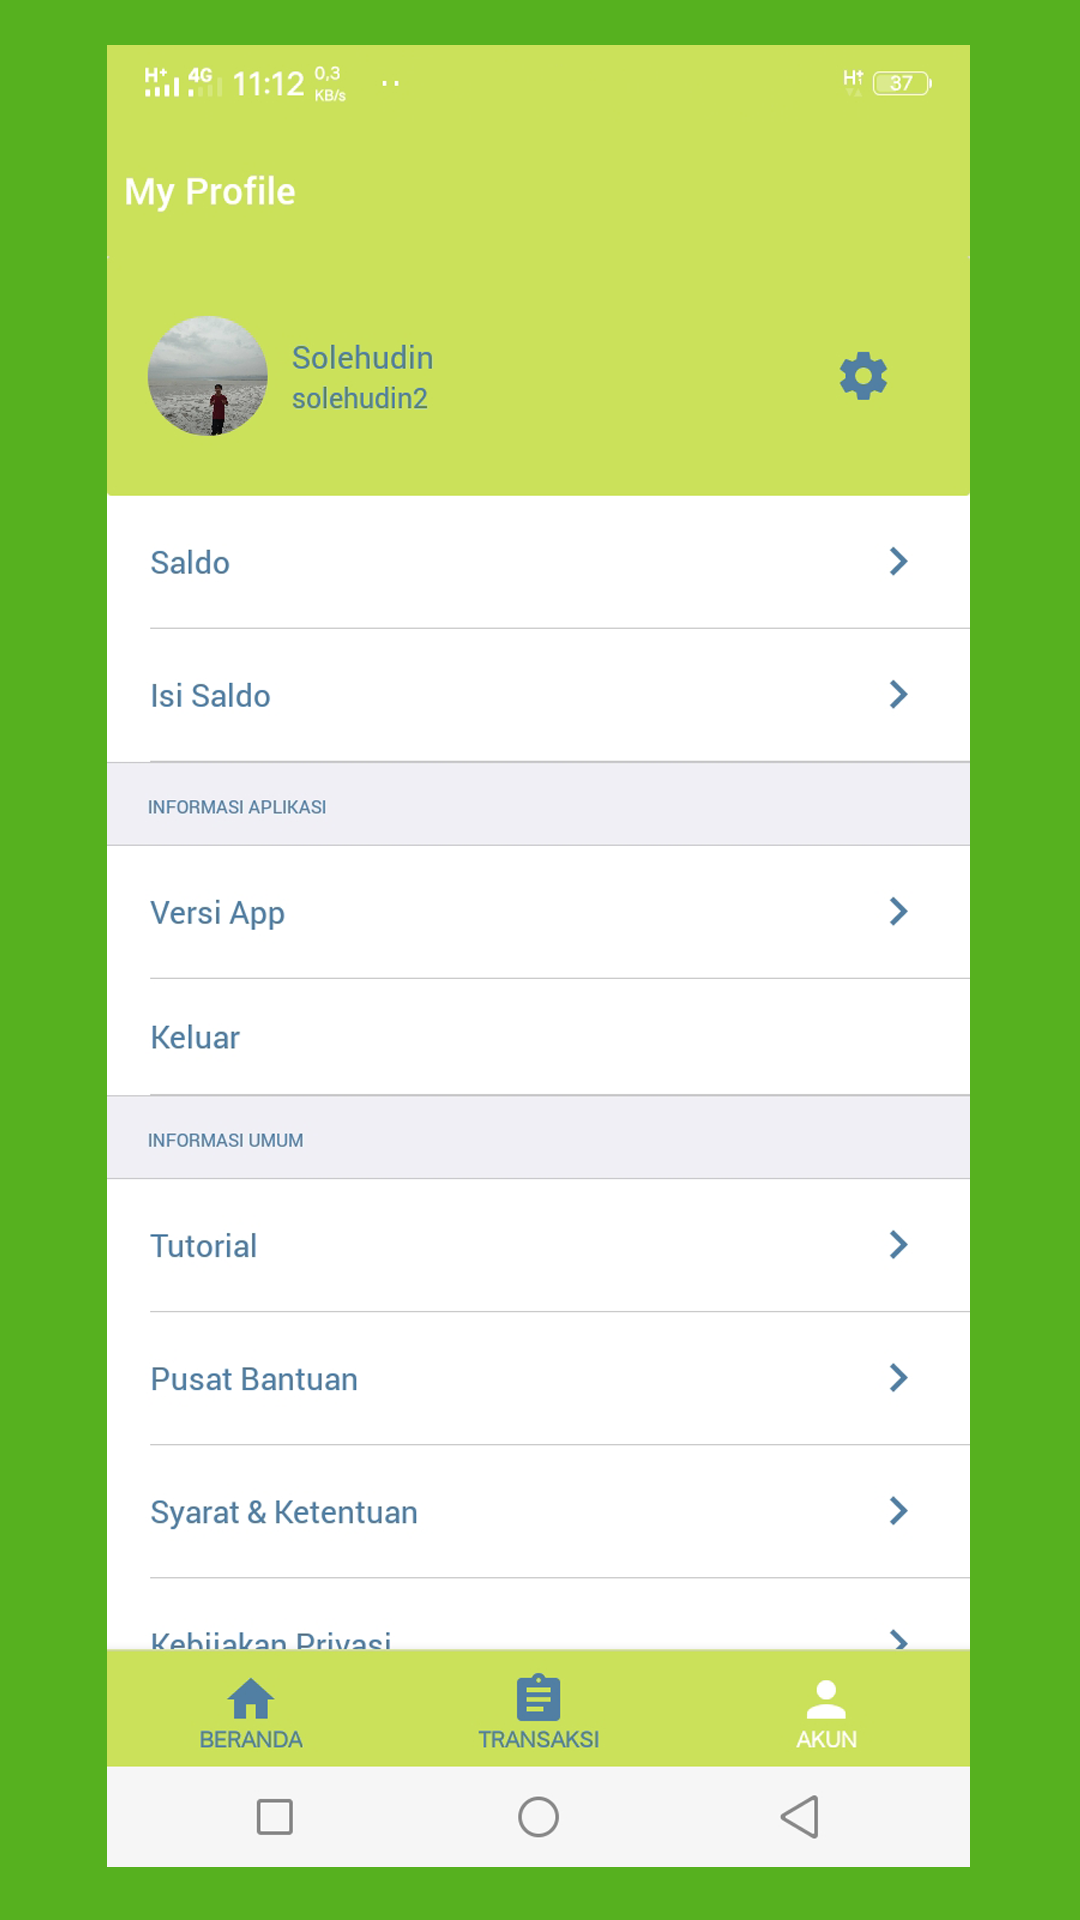 H+ 4G 11:12 0,3 KB/s H+ 37
My Profile
Solehudin
solehudin2
Saldo
Isi Saldo
INFORMASI APLIKASI
Versi App
Keluar
INFORMASI UMUM
Tutorial
Pusat Bantuan
Syarat & Ketentuan
Kebijakan Privasi
BERANDA TRANSAKSI AKUN